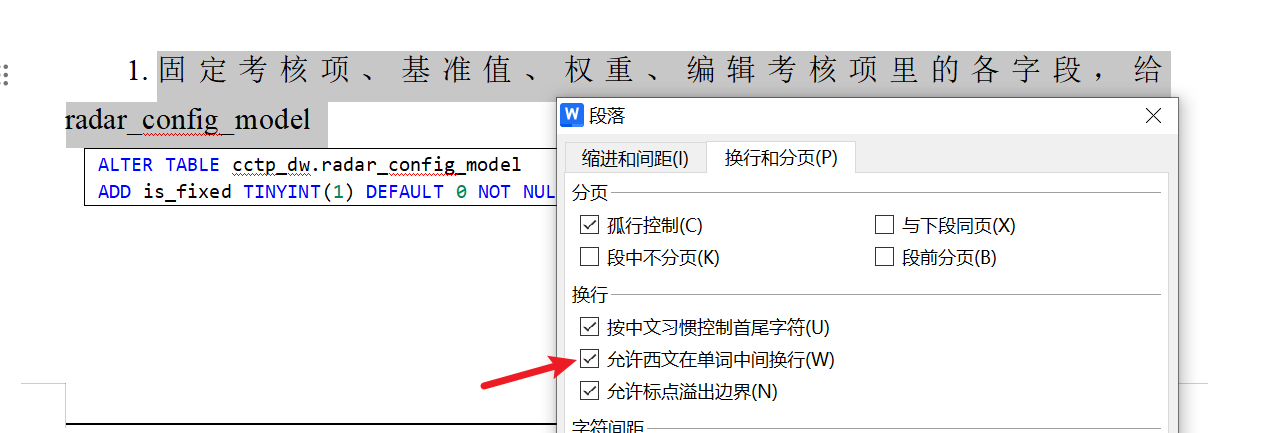 1. 固定考核项、基准值、权重、编辑考核项里的各字段，给
radar_config_model
ALTER TABLE cctp_dw.radar_config_model
ADD is_fixed TINYINT(1) DEFAULT 0 NOT NUL
W 段落
缩进和间距(I) 换行和分页(P)
分页
孤行控制(C) 与下段同页(X)
段中不分页(K) 段前分页(B)
换行
按中文习惯控制首尾字符(U)
允许西文在单词中间换行(W)
允许标点溢出边界(N)
字符间距